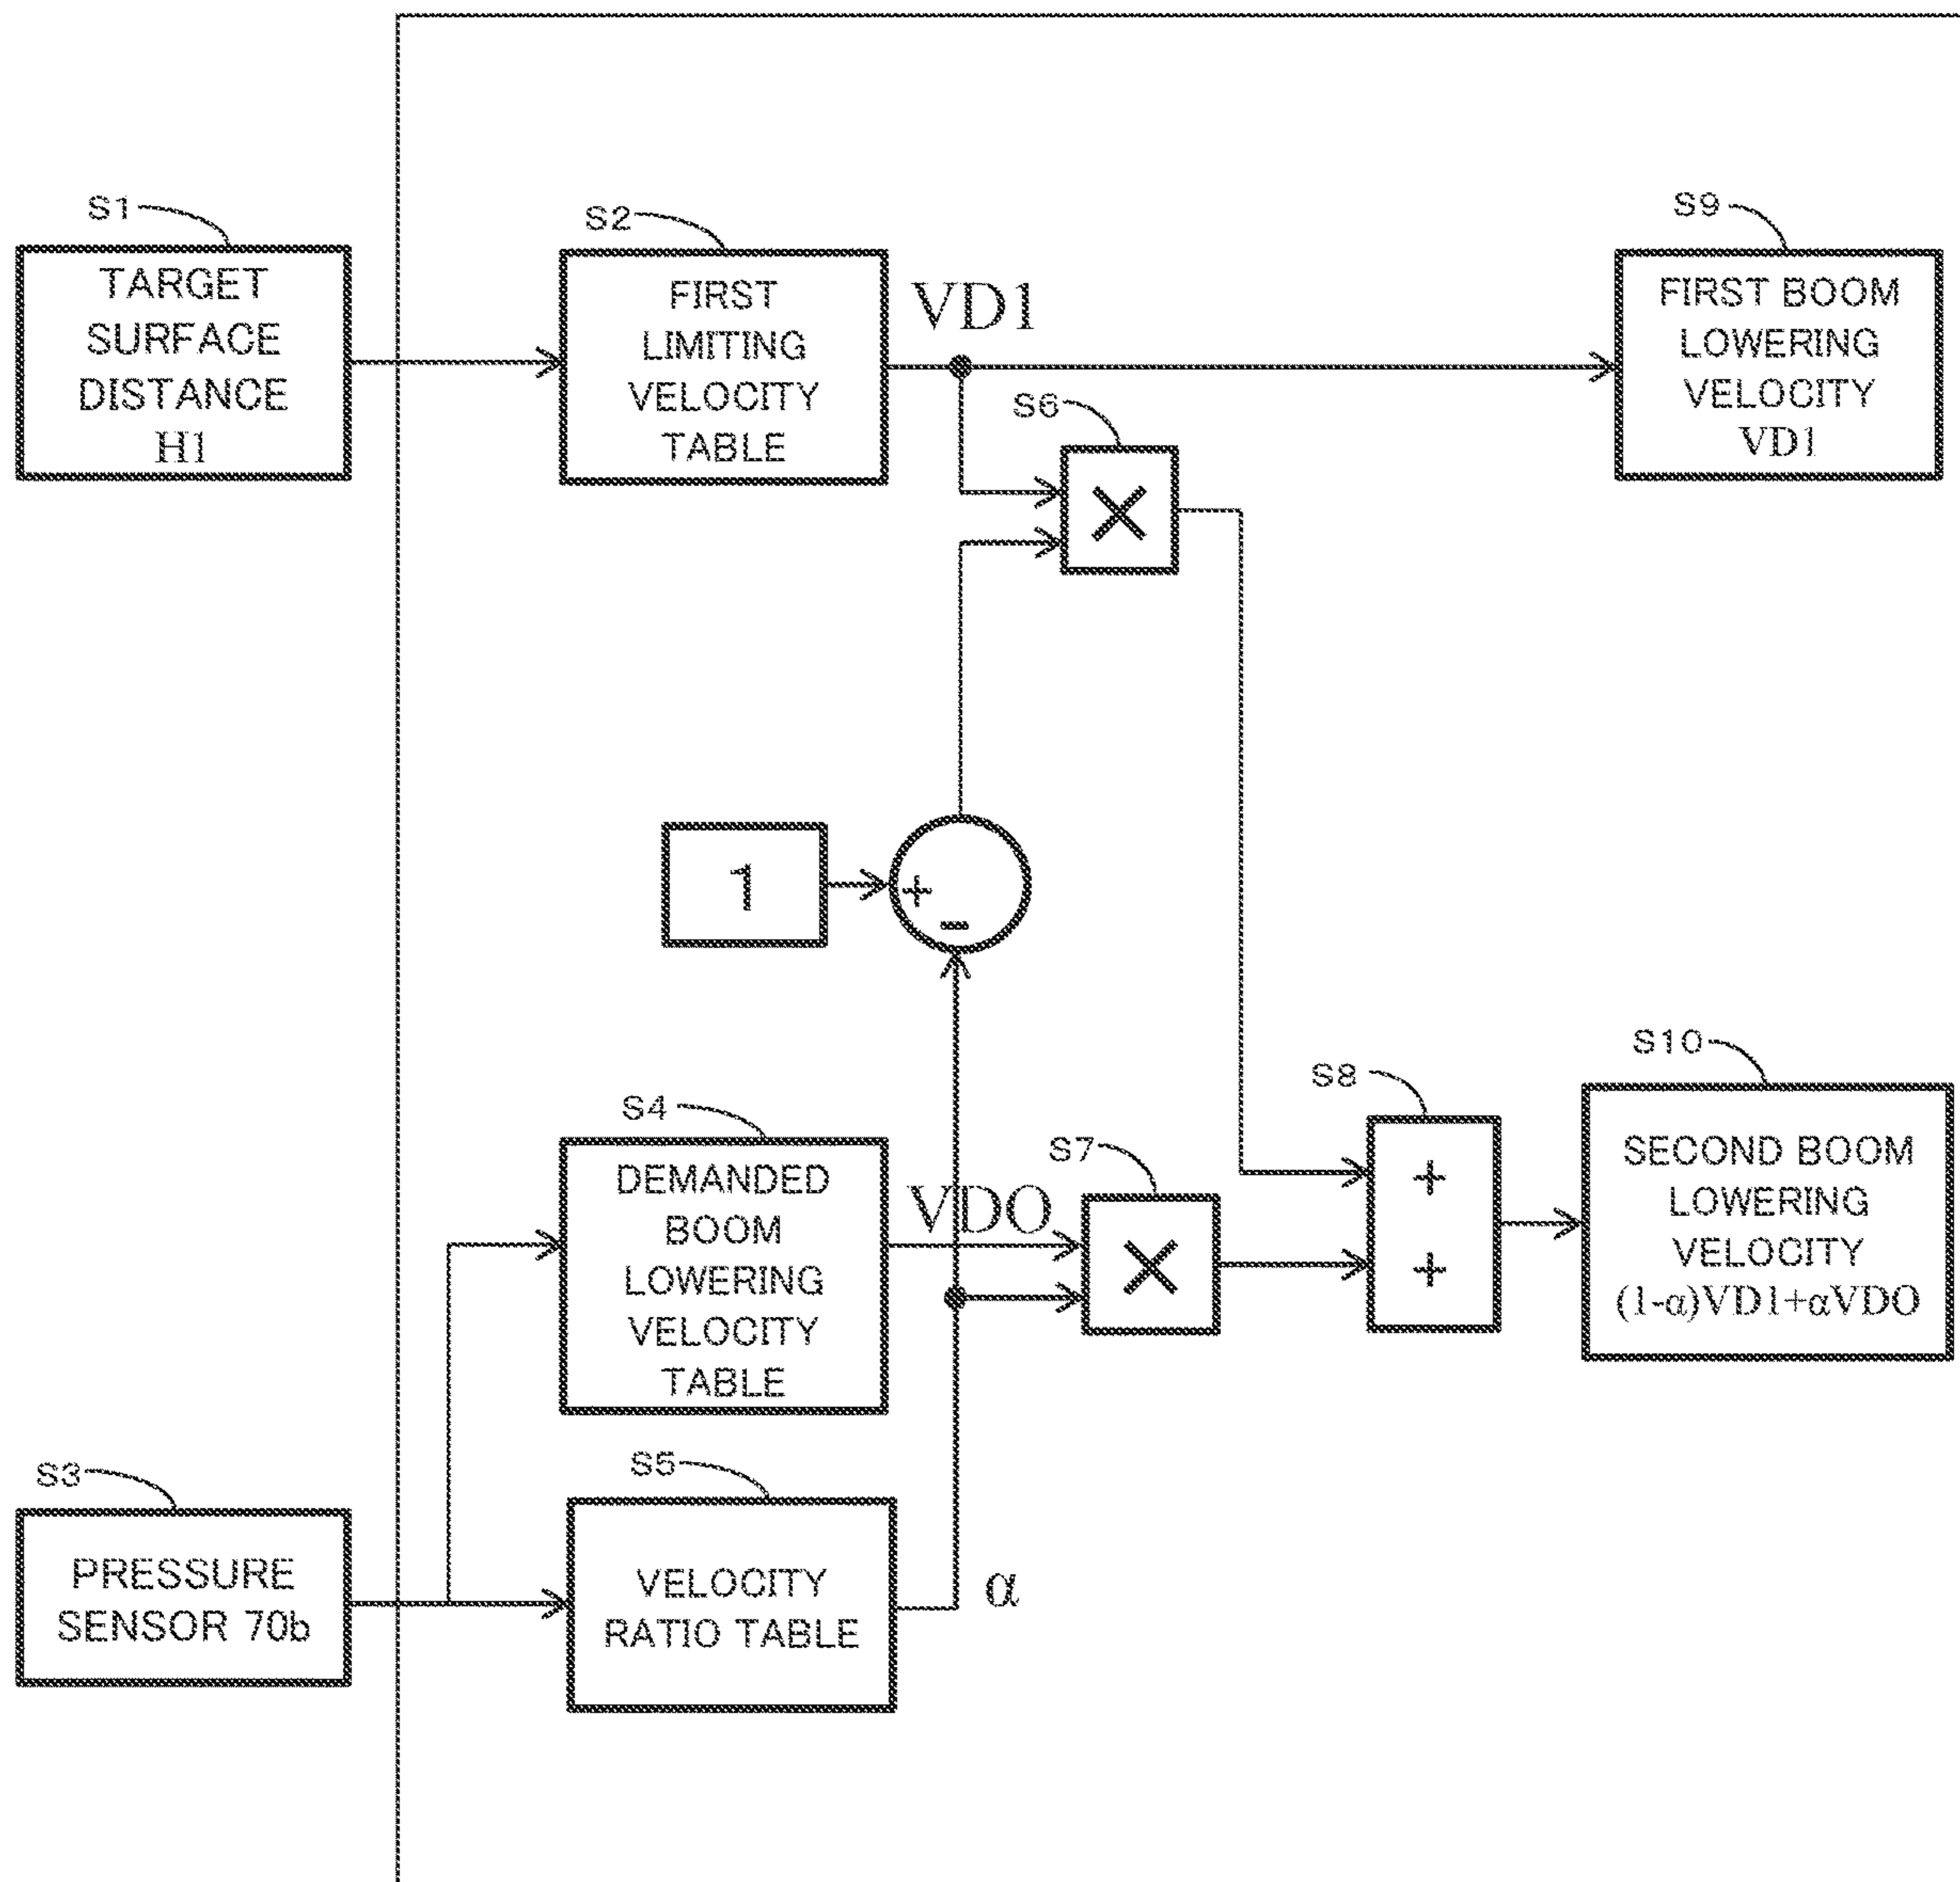 S1
TARGET
SURFACE
DISTANCE
H1
S2
FIRST
LIMITING
VELOCITY
TABLE
VD1
S9
FIRST BOOM
LOWERING
VELOCITY
VD1
S6
×
1
+
-
S4
DEMANDED
BOOM
LOWERING
VELOCITY
TABLE
VDO
S7
×
S8
+
+
S10
SECOND BOOM
LOWERING
VELOCITY
(1-α)VD1+αVDO
S3
PRESSURE
SENSOR 70b
S5
VELOCITY
RATIO TABLE
α